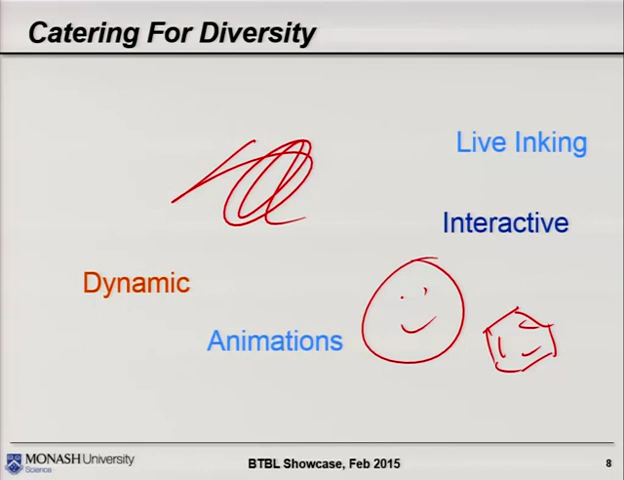 Catering For Diversity
Live Inking
Interactive
Dynamic
Animations
MONASH University
Science
BTBL Showcase, Feb 2015
8